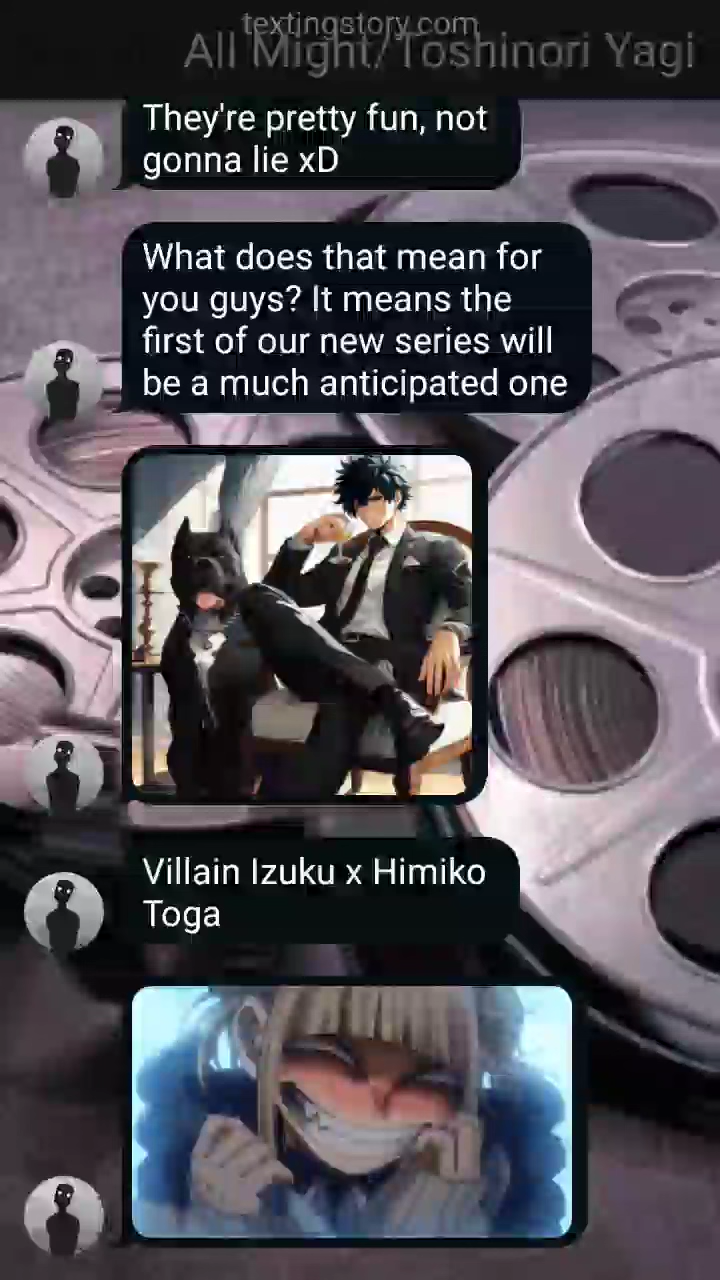 textingstory.com
All Might/Toshinori Yagi
They're pretty fun, not
gonna lie xD
What does that mean for
you guys? It means the
first of our new series will
be a much anticipated one
Villain Izuku x Himiko
Toga